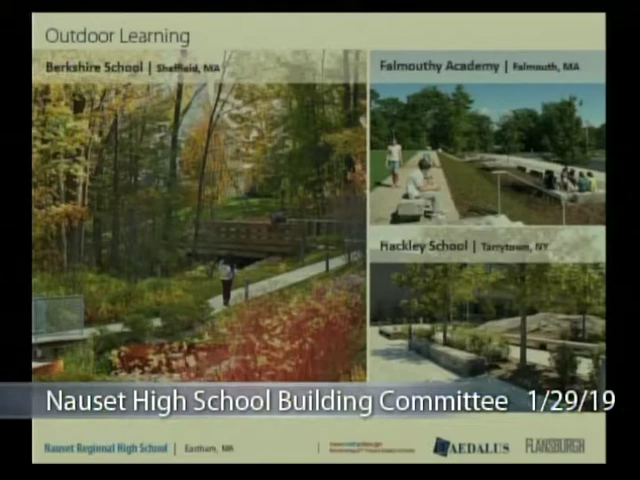 Outdoor Learning
Berkshire School | Sheffield, MA
Falmouthy Academy | Falmouth, MA
Hackley School | Tarrytown, NY
Nauset High School Building Committee 1/29/19
Nauset Regional High School | Eastham, MA
DAEDALUS
FLANSBURGH